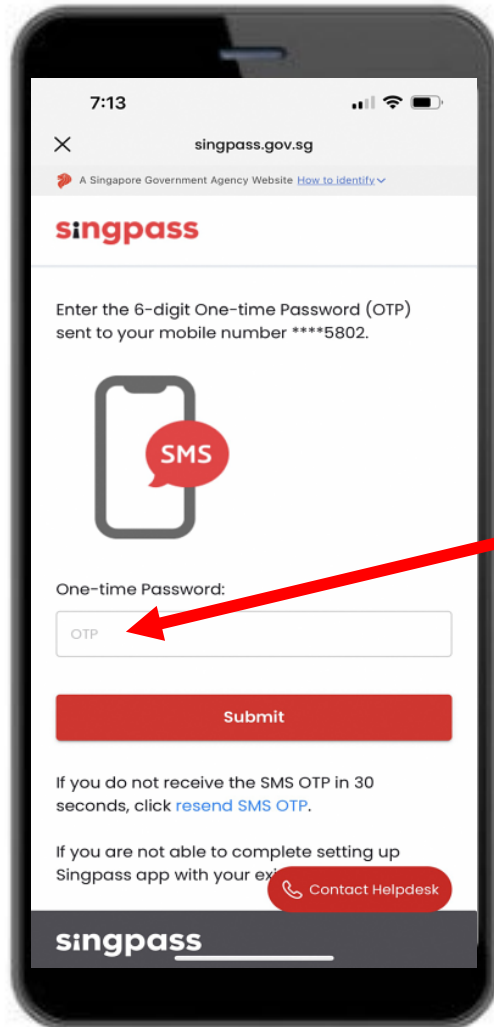 7:13
singpass.gov.sg
A Singapore Government Agency Website How to identify
singpass
Enter the 6-digit One-time Password (OTP)
sent to your mobile number ****5802.
SMS
One-time Password:
OTP
Submit
If you do not receive the SMS OTP in 30
seconds, click resend SMS OTP.
If you are not able to complete setting up
Singpass app with your
Contact Helpdesk
singpass